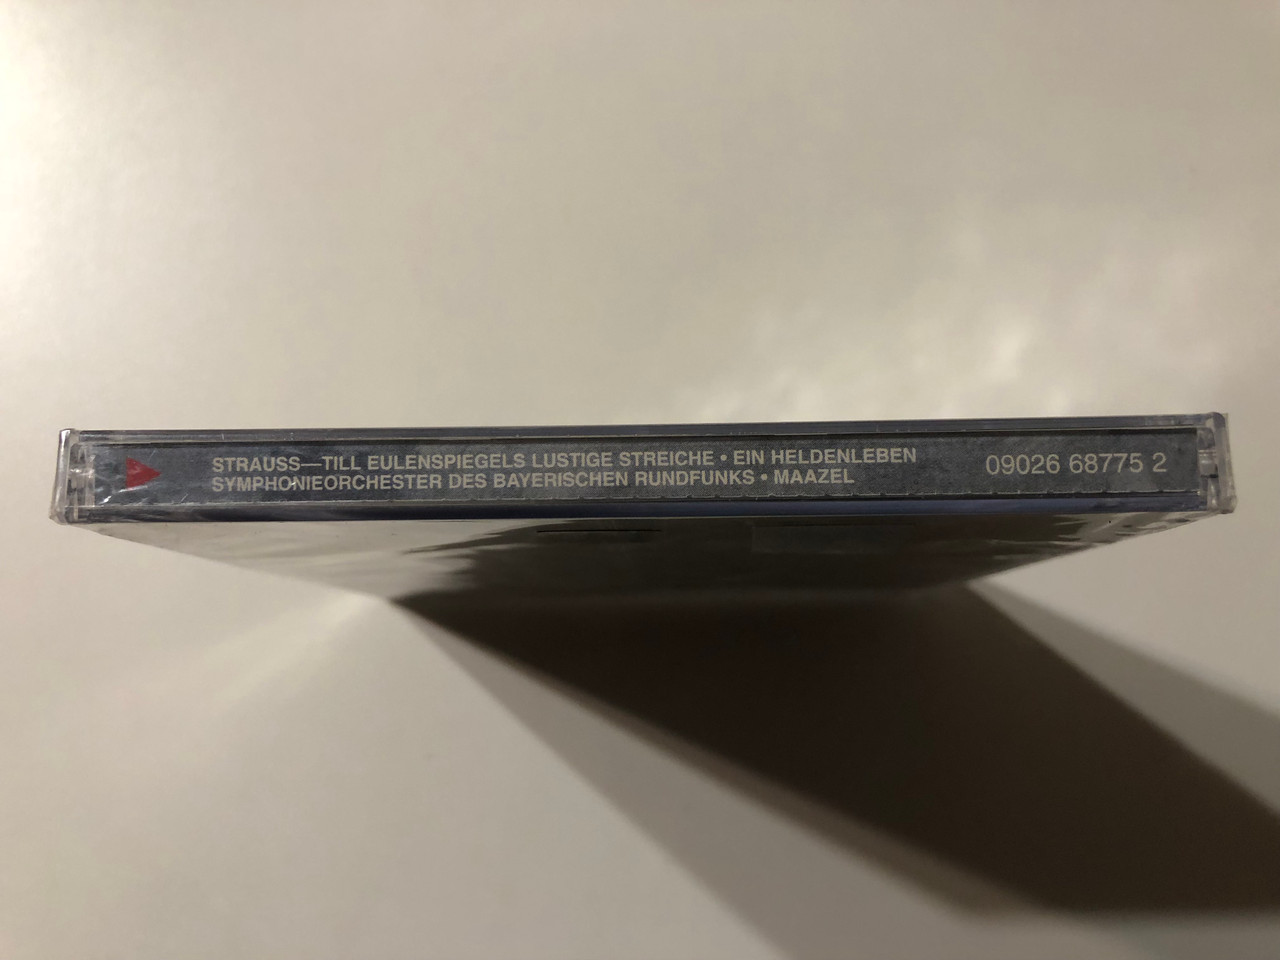 STRAUSS—TILL EULENSPIEGELS LUSTIGE STREICHE • EIN HELDENLEBEN
SYMPHONIEORCHESTER DES BAYERISCHEN RUNDFUNKS • MAAZEL
09026 68775 2